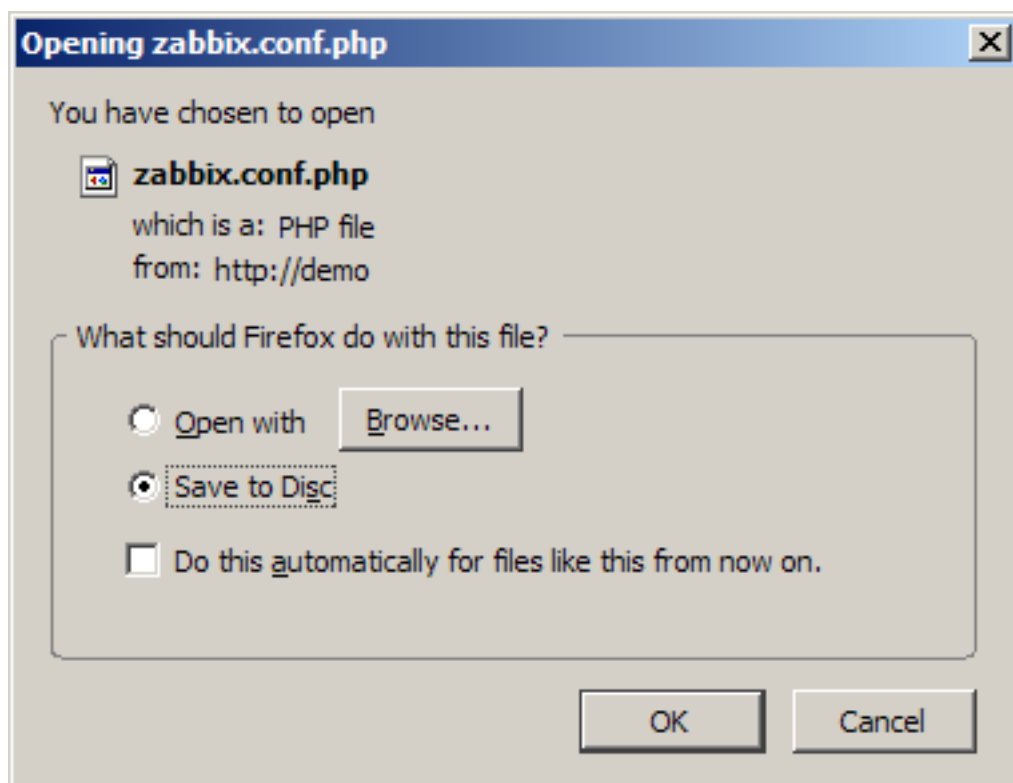 Opening zabbix.conf.php
You have chosen to open
zabbix.conf.php
which is a: PHP file
from: http://demo
What should Firefox do with this file?
Open with Browse...
Save to Disc
Do this automatically for files like this from now on.
OK Cancel